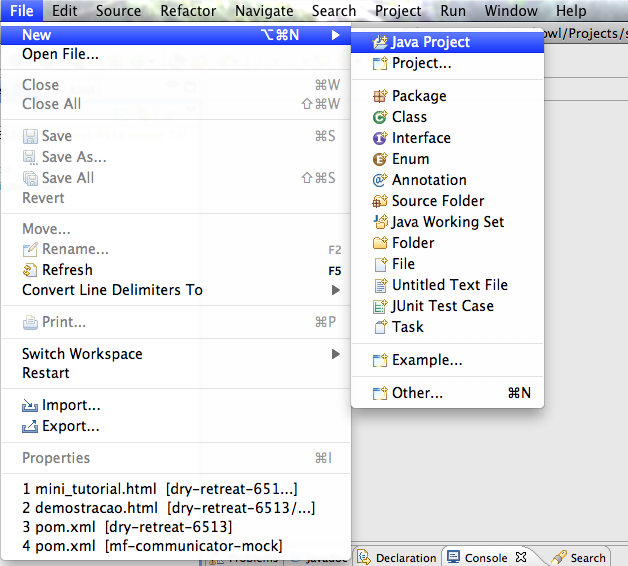 File Edit Source Refactor Navigate Search Project Run Window Help
New ⌥⌘N ▶
Open File...
Close ⌘W
Close All ⇧⌘W
Save ⌘S
Save As...
Save All ⇧⌘S
Revert
Move...
Rename... F2
Refresh F5
Convert Line Delimiters To ▶
Print... ⌘P
Switch Workspace ▶
Restart
Import...
Export...
Properties ⌘I
1 mini_tutorial.html [dry-retreat-651...]
2 demostracao.html [dry-retreat-6513/...]
3 pom.xml [dry-retreat-6513]
4 pom.xml [mf-communicator-mock]
Java Project
Project...
Package
Class
Interface
Enum
Annotation
Source Folder
Java Working Set
Folder
File
Untitled Text File
JUnit Test Case
Task
Example...
Other... ⌘N
owl/Projects/s
Problems Javadoc Declaration Console Search